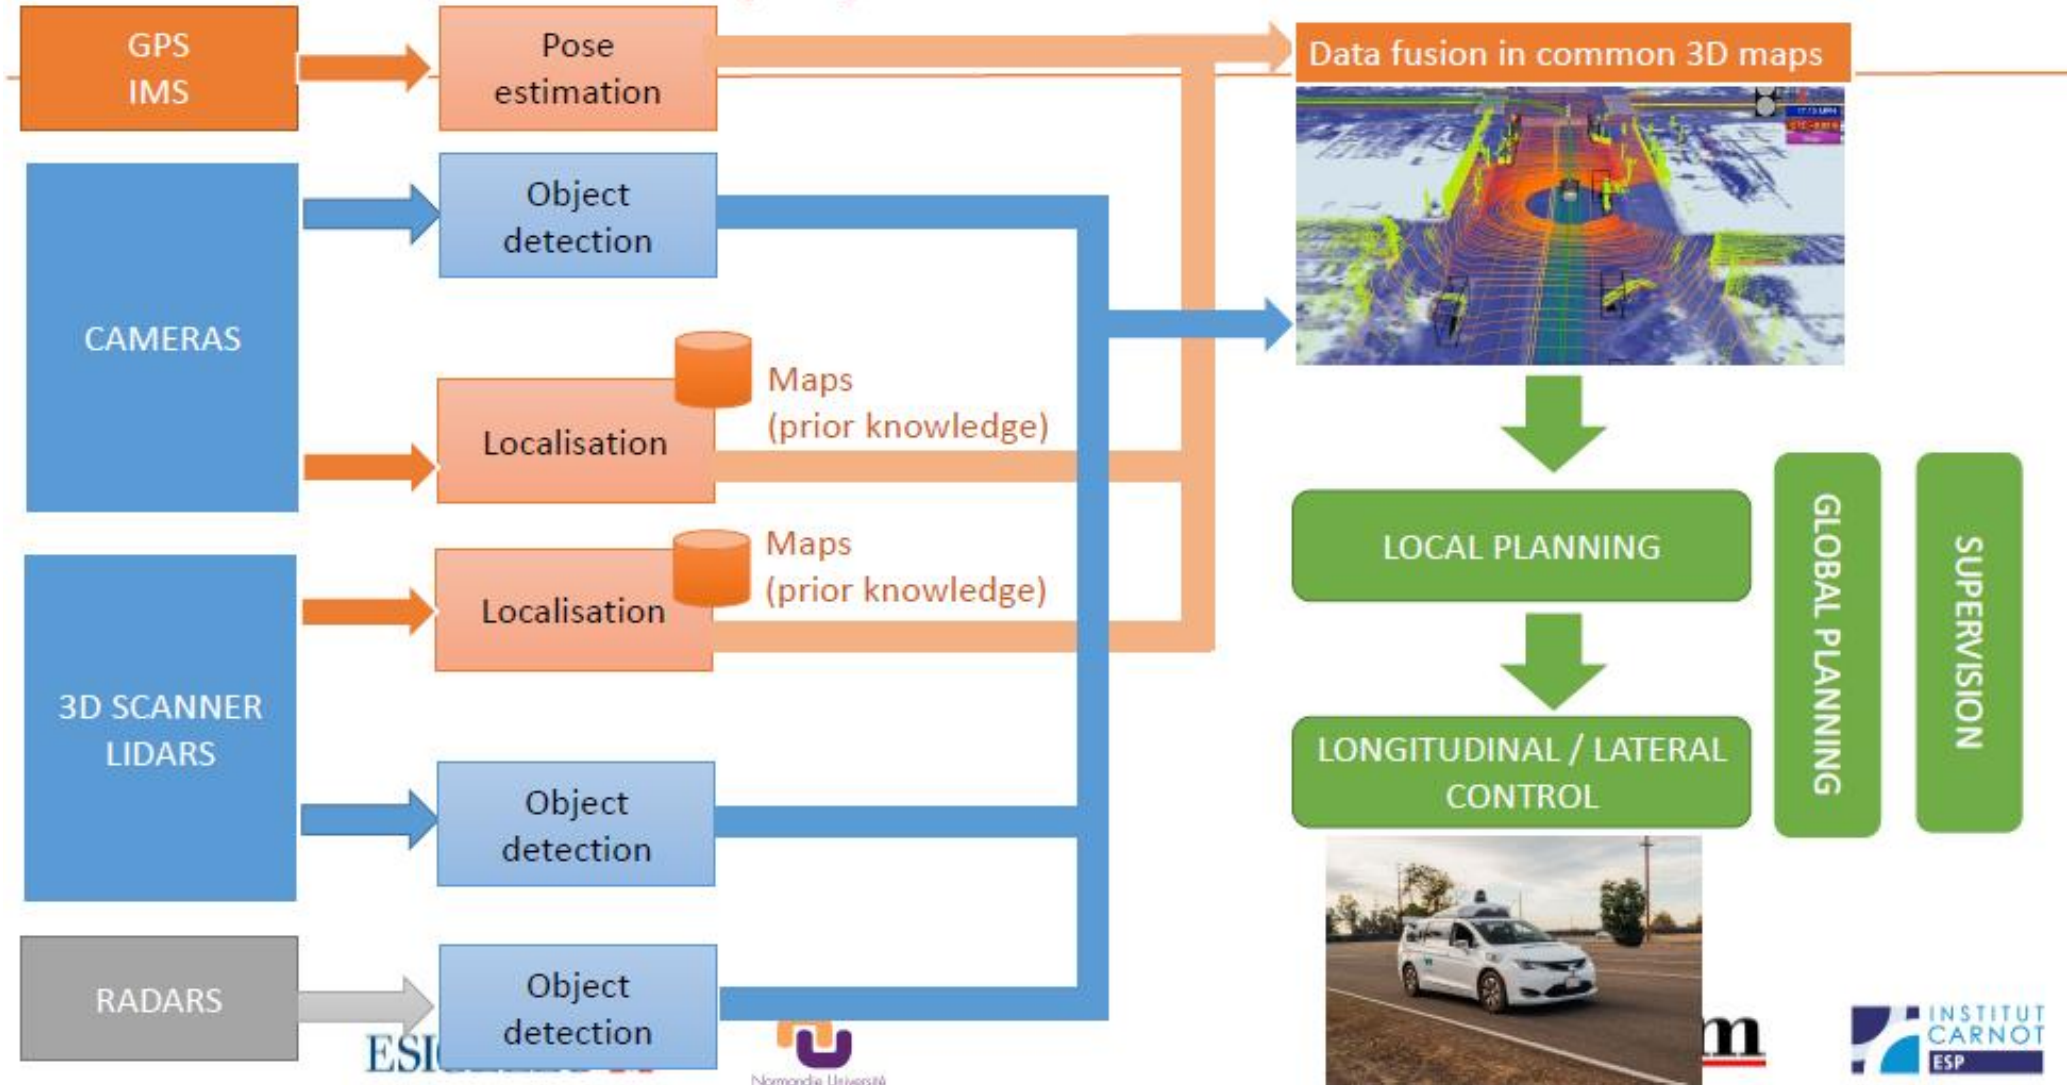 GPS
IMS
Pose
estimation
Data fusion in common 3D maps
CAMERAS
Object
detection
Maps
(prior knowledge)
Localisation
3D SCANNER
LIDARS
Maps
(prior knowledge)
Localisation
Object
detection
RADARS
Object
detection
LOCAL PLANNING
LONGITUDINAL / LATERAL
CONTROL
GLOBAL PLANNING
SUPERVISION
Normandie Université
m
INSTITUT
CARNOT
ESP